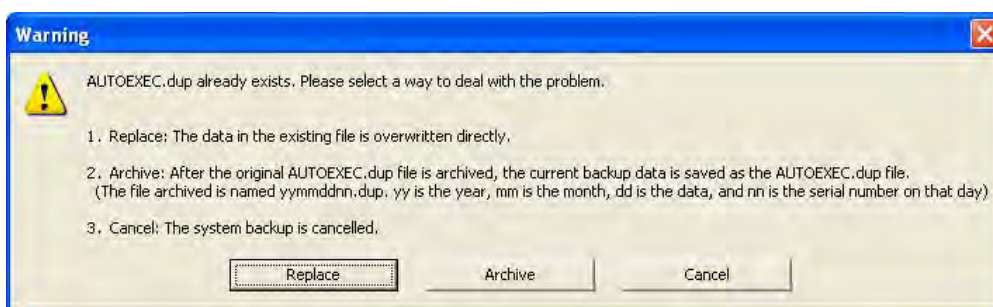 Warning
AUTOEXEC.dup already exists. Please select a way to deal with the problem.
1. Replace: The data in the existing file is overwritten directly.
2. Archive: After the original AUTOEXEC.dup file is archived, the current backup data is saved as the AUTOEXEC.dup file.
(The file archived is named yymmddnn.dup. yy is the year, mm is the month, dd is the data, and nn is the serial number on that day)
3. Cancel: The system backup is cancelled.
Replace Archive Cancel